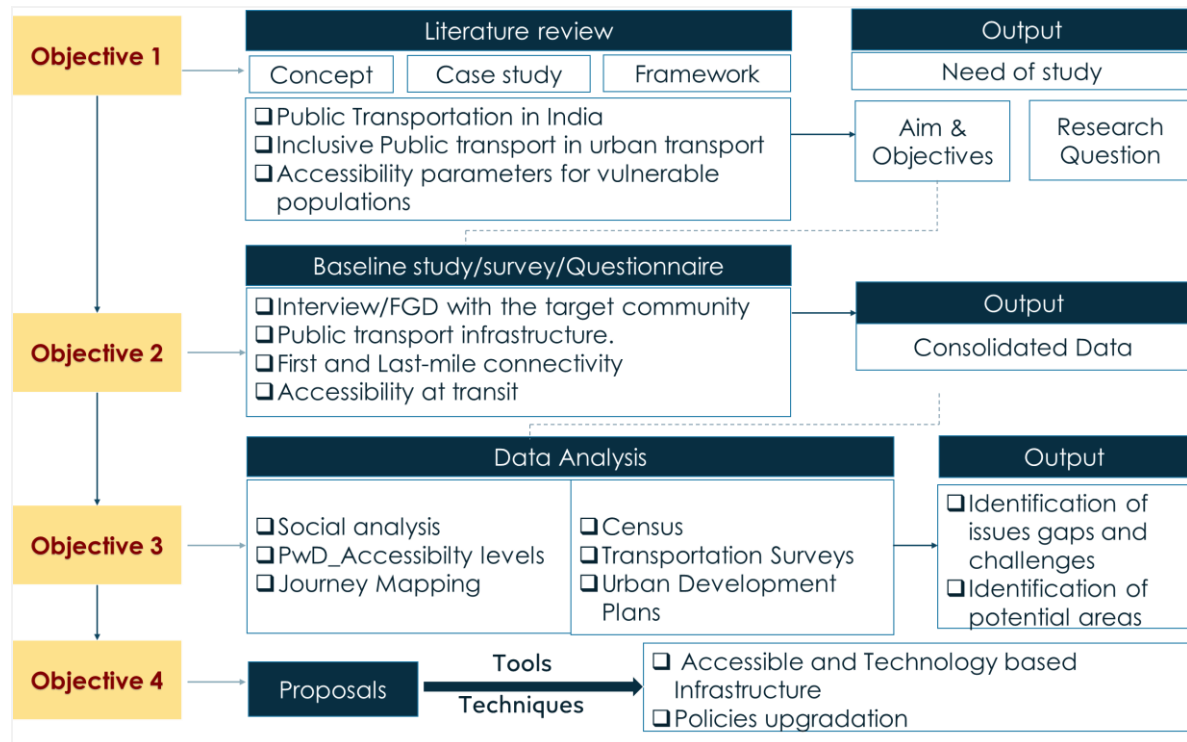 Objective 1
Literature review
Concept
Case study
Framework
❑Public Transportation in India
❑Inclusive Public transport in urban transport
❑Accessibility parameters for vulnerable
populations
Output
Need of study
Aim &
Objectives
Research
Question
Objective 2
Baseline study/survey/Questionnaire
❑Interview/FGD with the target community
❑Public transport infrastructure.
❑First and Last-mile connectivity
❑Accessibility at transit
Output
Consolidated Data
Objective 3
Data Analysis
❑Social analysis
❑PwD_Accessibilty levels
❑Journey Mapping
❑Census
❑Transportation Surveys
❑Urban Development
Plans
Output
❑Identification of
issues gaps and
challenges
❑Identification of
potential areas
Objective 4
Proposals
Tools
Techniques
❑ Accessible and Technology based
Infrastructure
❑Policies upgradation